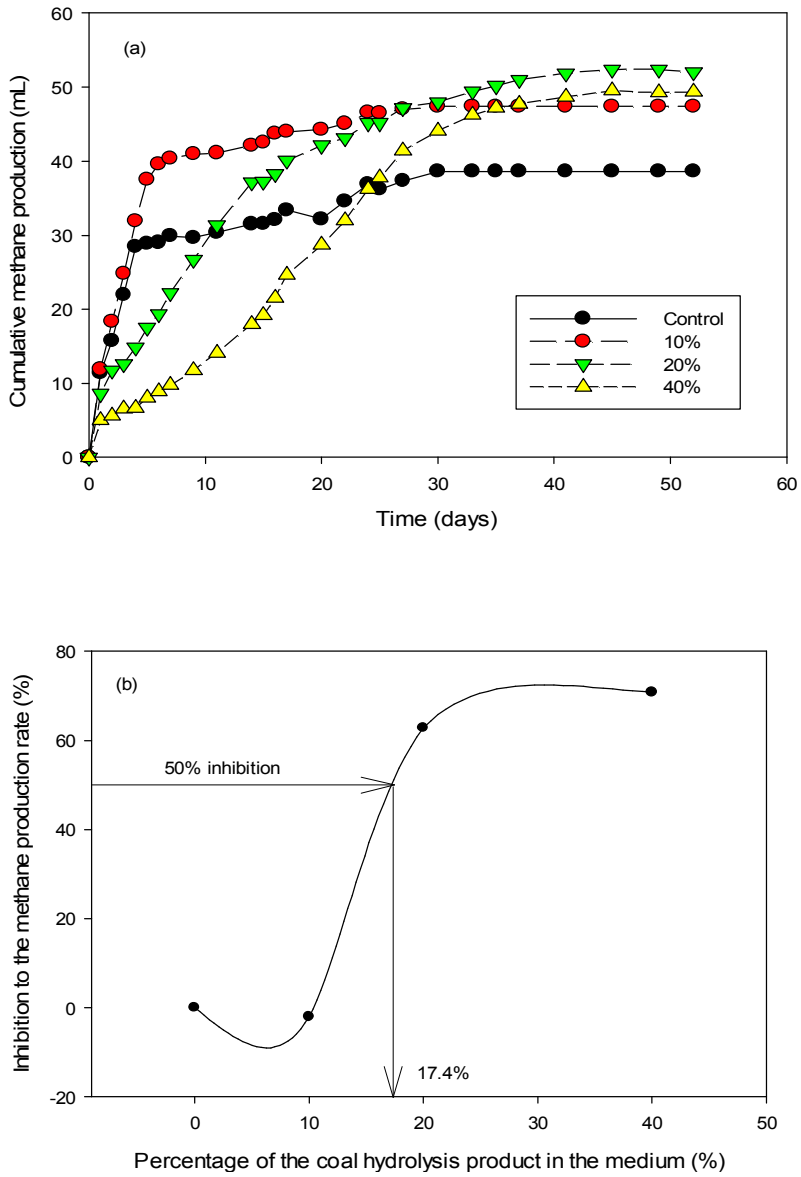 (a)
Cumulative methane production (mL)
60
50
40
30
20
10
0
Control
10%
20%
40%
0 10 20 30 40 50 60
Time (days)
(b)
Inhibition to the methane production rate (%)
80
60
40
20
0
-20
50% inhibition
17.4%
0 10 20 30 40 50
Percentage of the coal hydrolysis product in the medium (%)